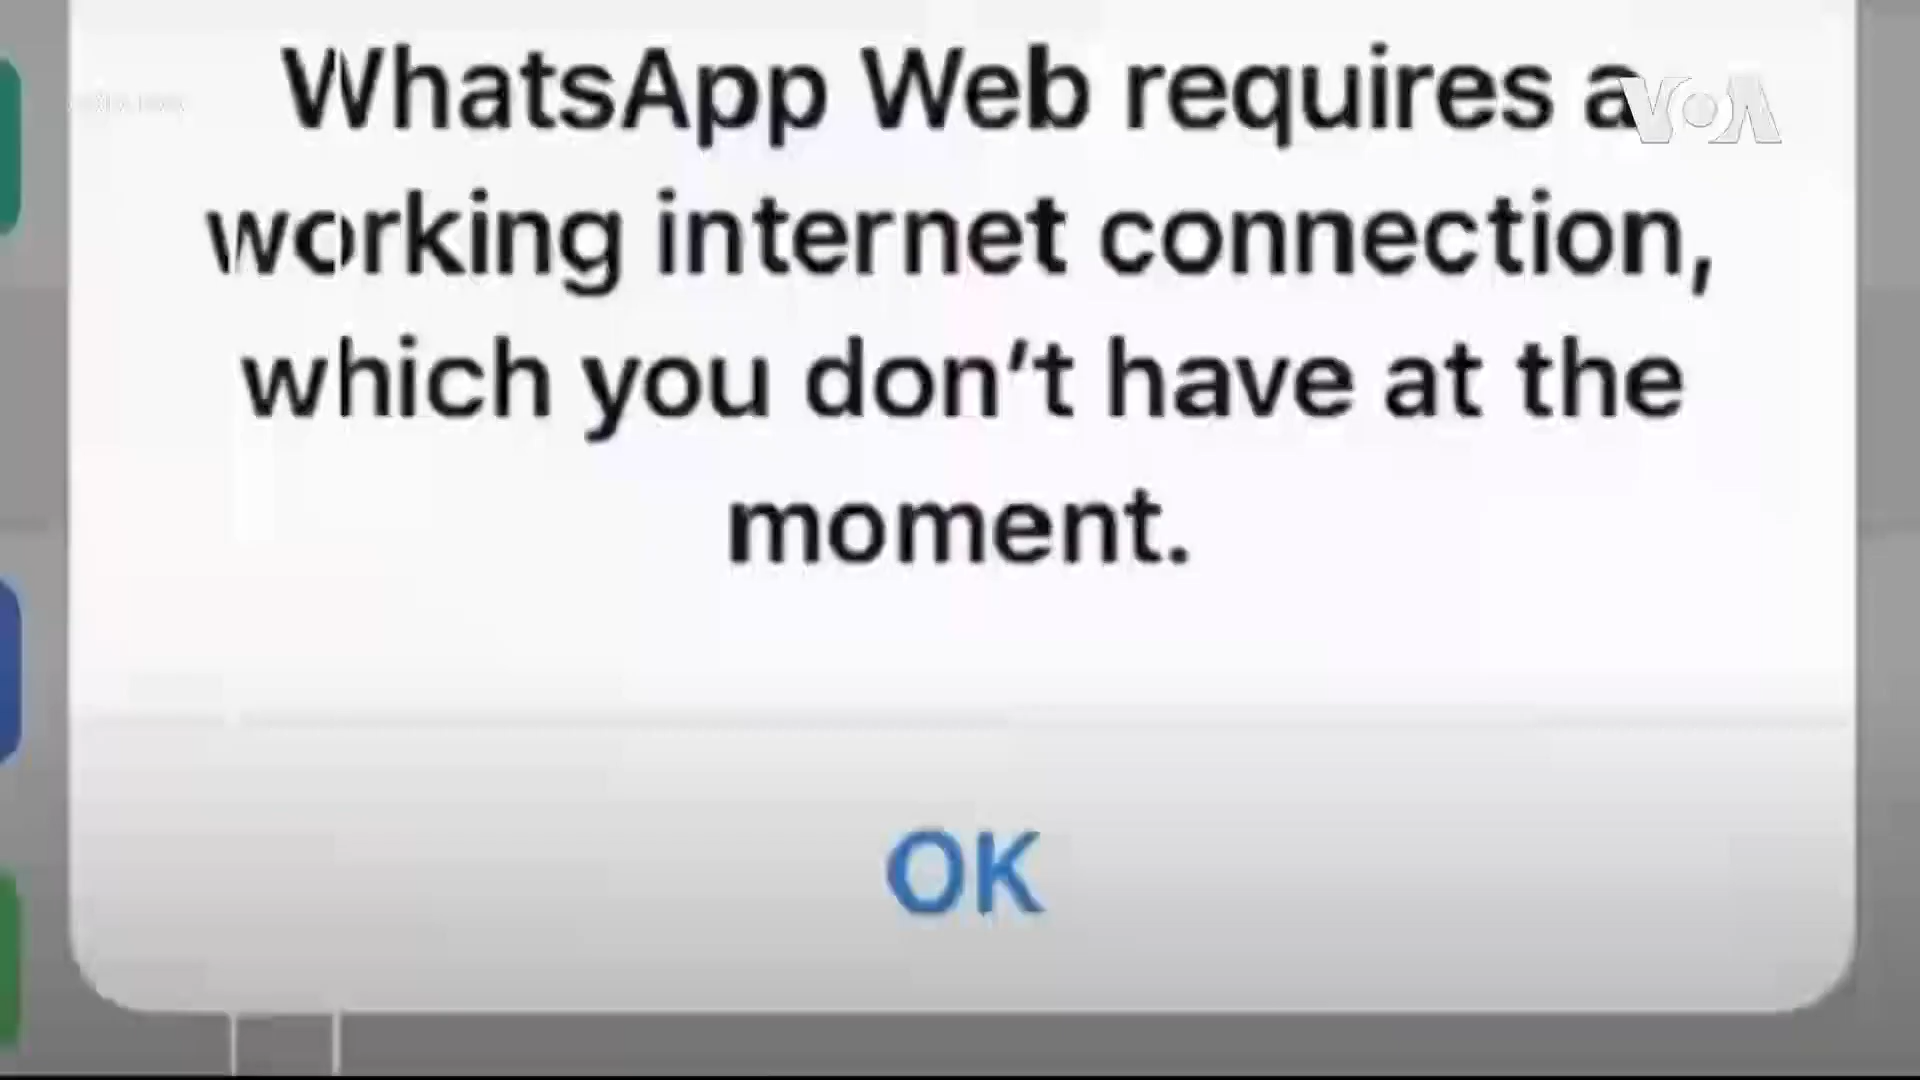 WhatsApp Web requires a
VOA
working internet connection,
which you don't have at the
moment.
OK